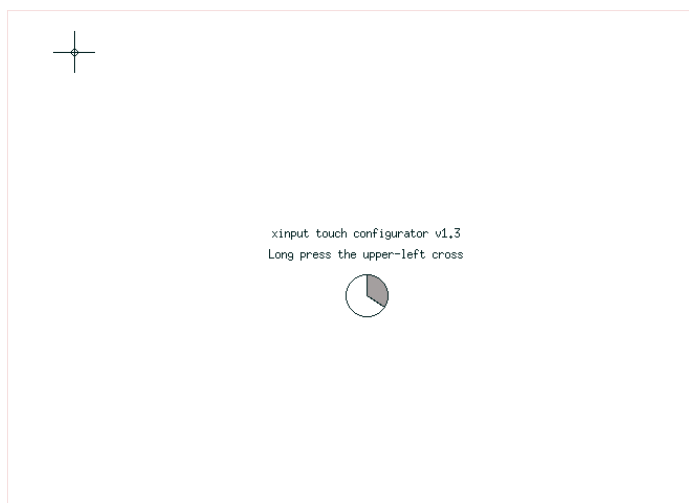 xinput touch configurator v1.3
Long press the upper-left cross